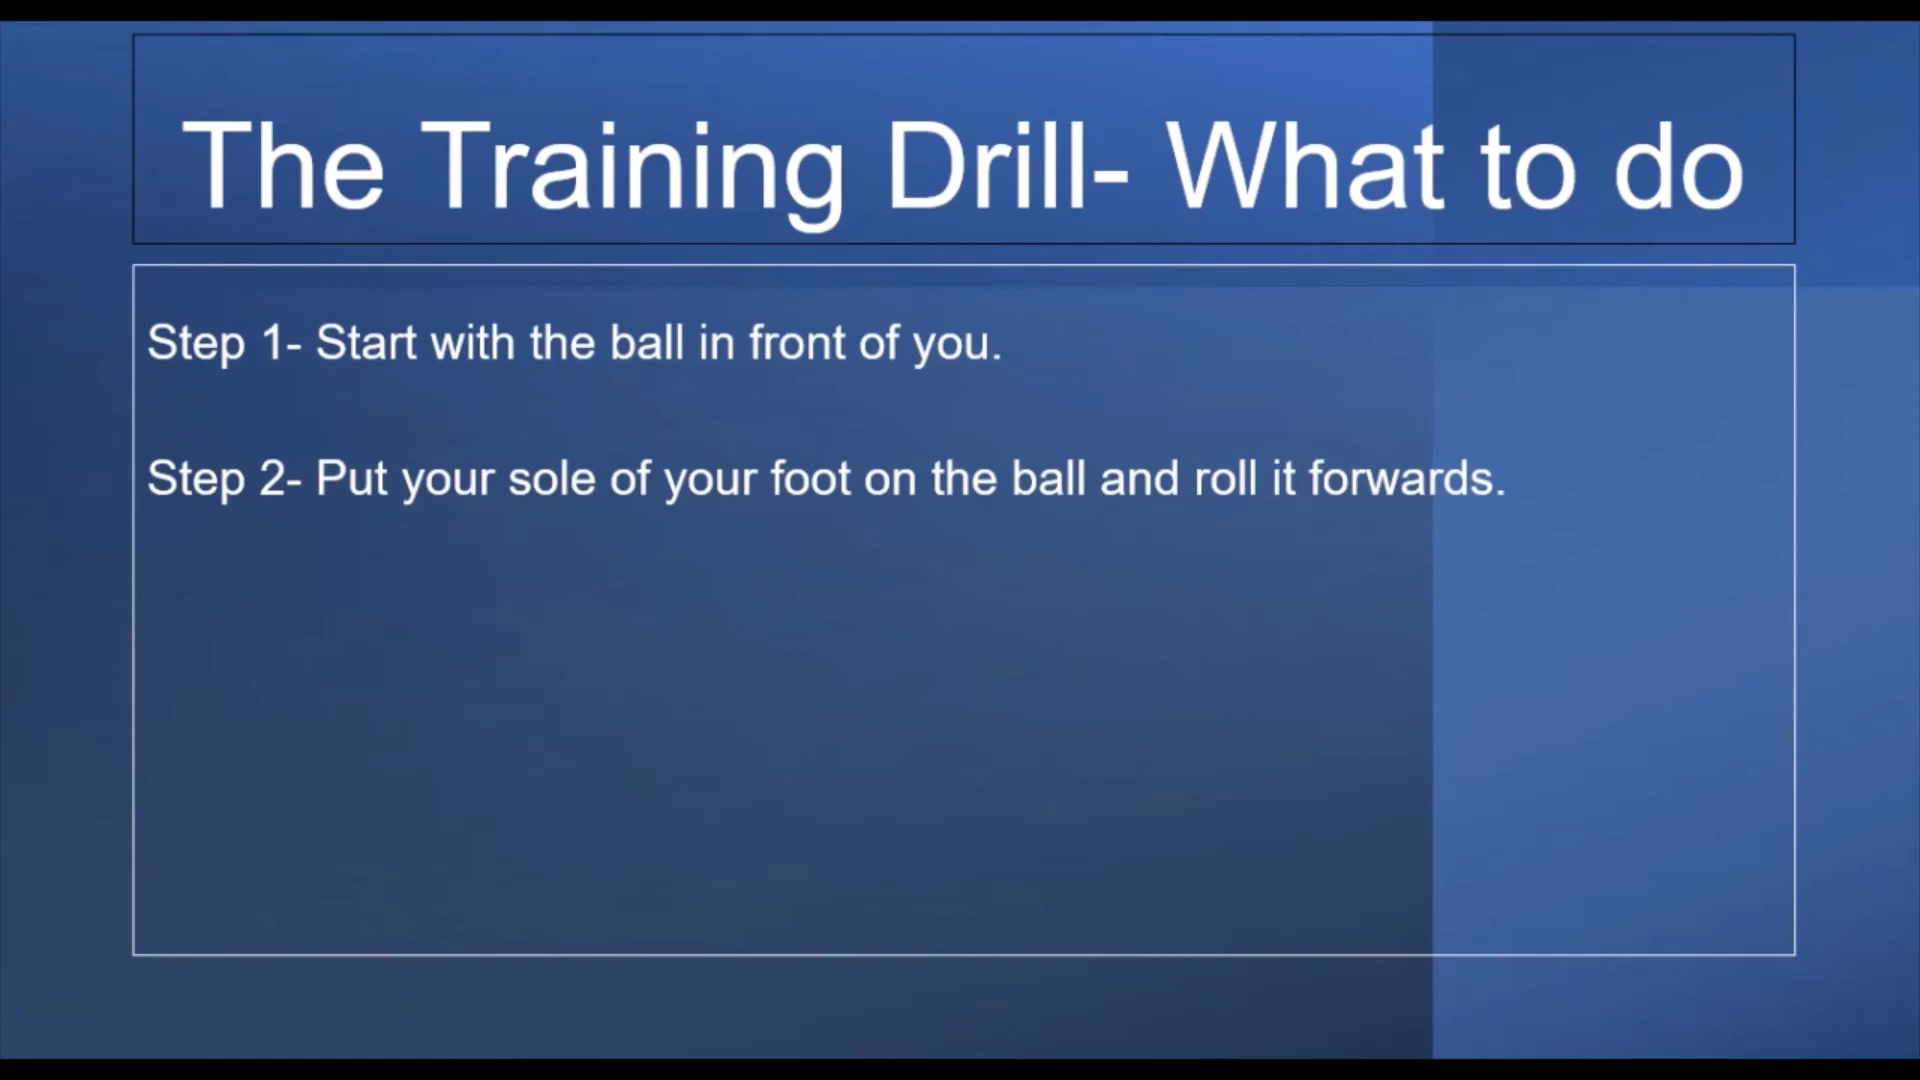 The Training Drill- What to do
Step 1- Start with the ball in front of you.
Step 2- Put your sole of your foot on the ball and roll it forwards.